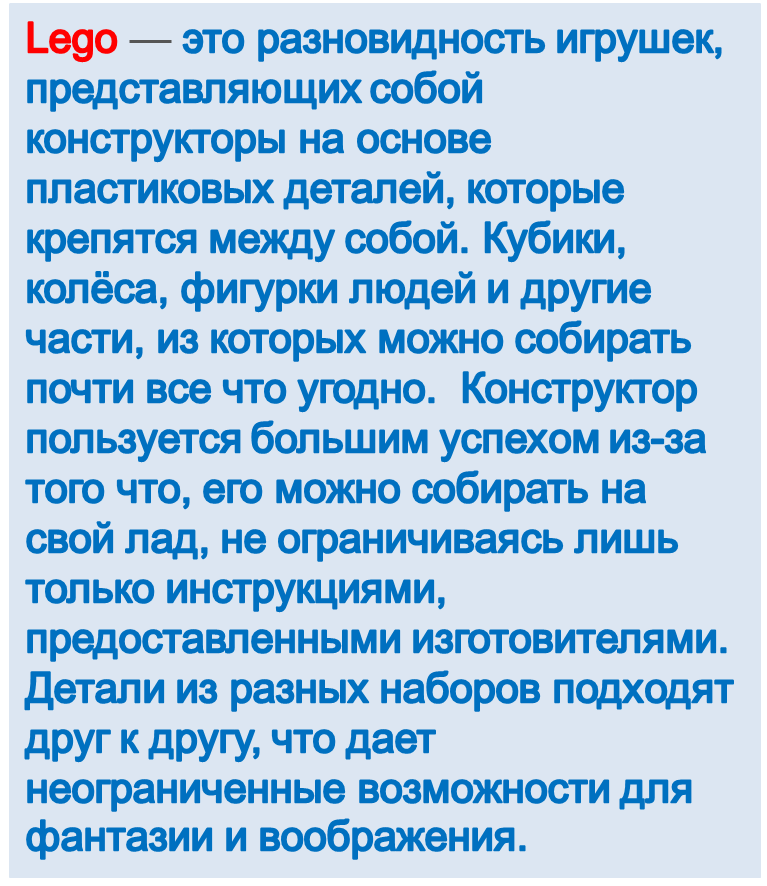 Lego — это разновидность игрушек,
представляющих собой
конструкторы на основе
пластиковых деталей, которые
крепятся между собой. Кубики,
колёса, фигурки людей и другие
части, из которых можно собирать
почти все что угодно.  Конструктор
пользуется большим успехом из-за
того что, его можно собирать на
свой лад, не ограничиваясь лишь
только инструкциями,
предоставленными изготовителями.
Детали из разных наборов подходят
друг к другу, что дает
неограниченные возможности для
фантазии и воображения.